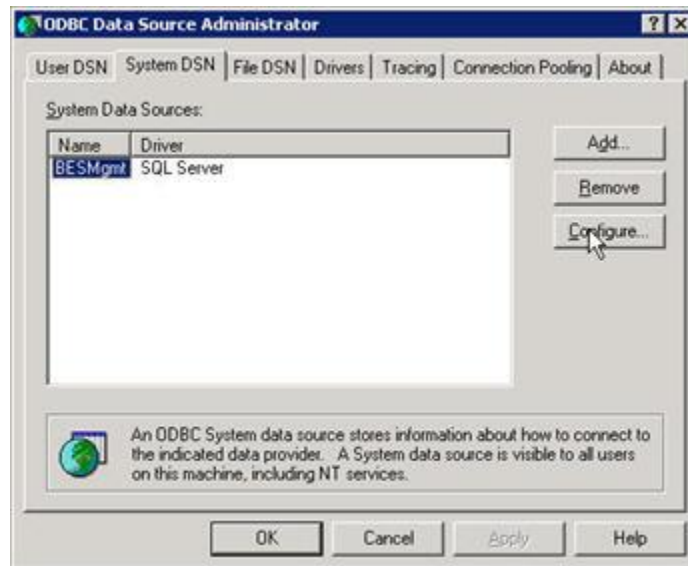 ODBC Data Source Administrator
User DSN System DSN File DSN Drivers Tracing Connection Pooling About
System Data Sources:
Name Driver
BESMgmt SQL Server
Add...
Remove
Configure...
An ODBC System data source stores information about how to connect to
the indicated data provider. A System data source is visible to all users
on this machine, including NT services.
OK Cancel Apply Help